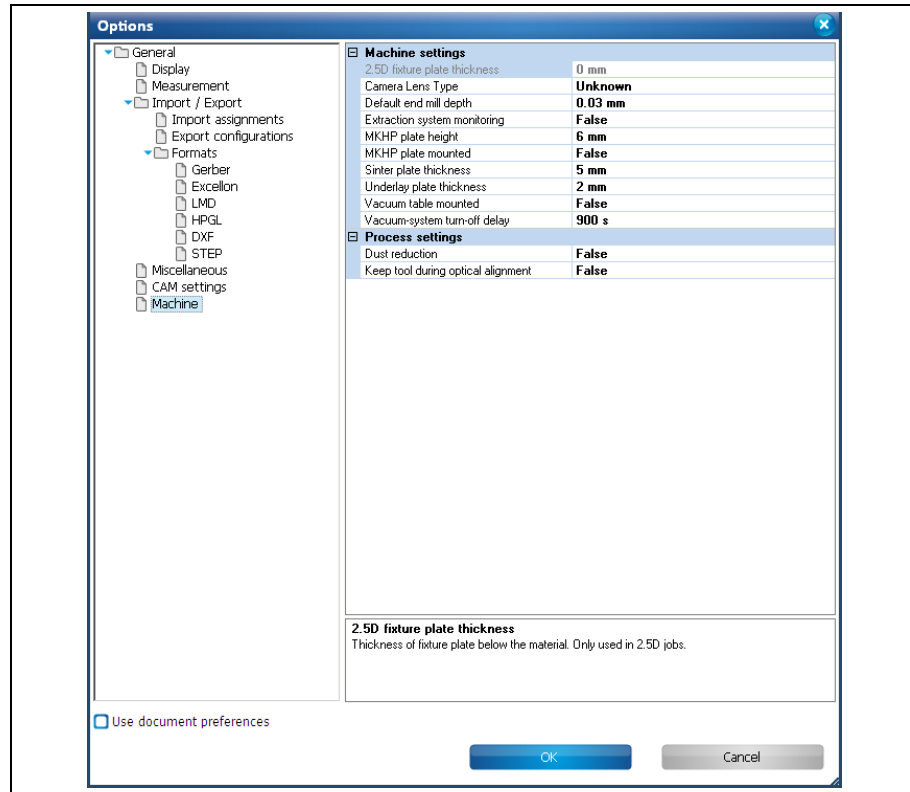 Options
General
Display
Measurement
Import / Export
Import assignments
Export configurations
Formats
Gerber
Excellon
LMD
HPGL
DXF
STEP
Miscellaneous
CAM settings
Machine
Machine settings
2.5D fixture plate thickness 0 mm
Camera Lens Type Unknown
Default end mill depth 0.03 mm
Extraction system monitoring False
MKHP plate height 6 mm
MKHP plate mounted False
Sinter plate thickness 5 mm
Underlay plate thickness 2 mm
Vacuum table mounted False
Vacuum-system turn-off delay 900 s
Process settings
Dust reduction False
Keep tool during optical alignment False
2.5D fixture plate thickness
Thickness of fixture plate below the material. Only used in 2.5D jobs.
Use document preferences
OK Cancel